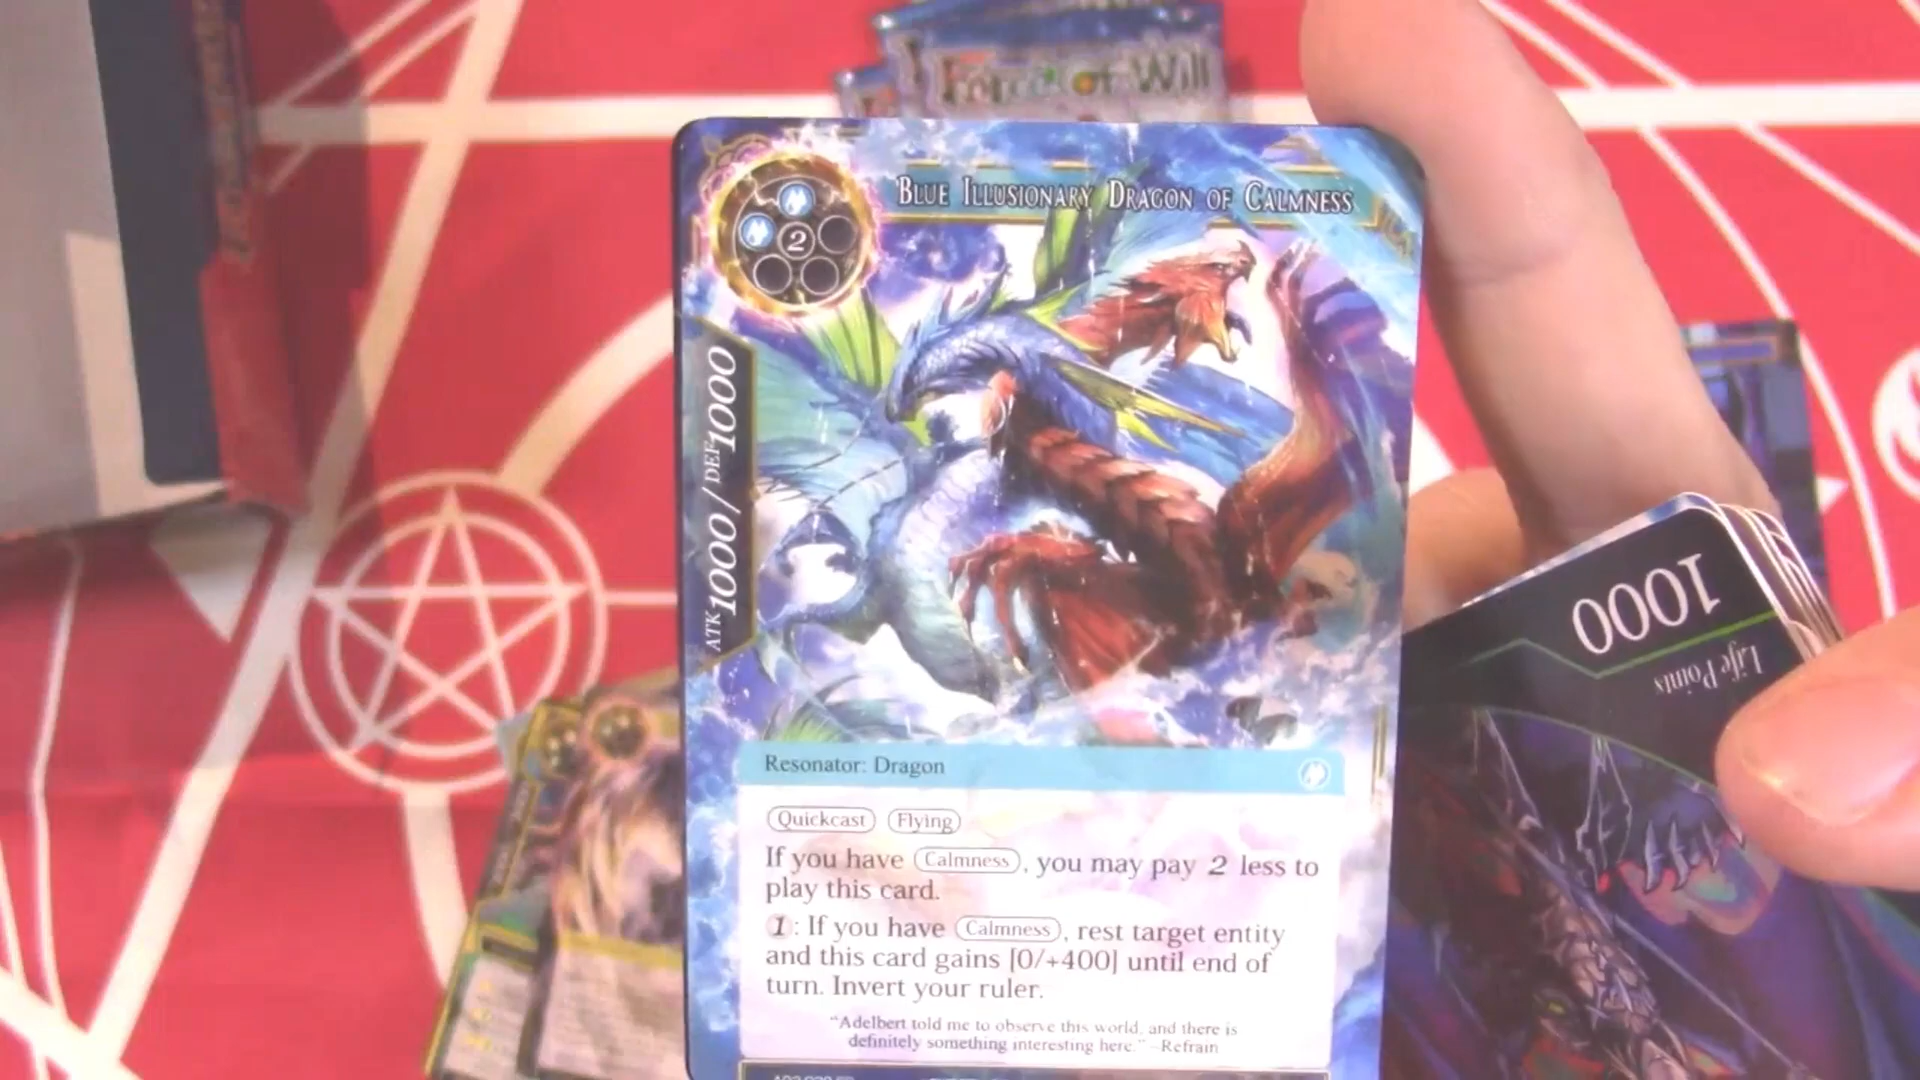 Force of Will
BLUE ILLUSIONARY DRAGON OF CALMNESS
2
ATK 1000 / DEF 1000
Resonator: Dragon
Quickcast Flying
If you have Calmness, you may pay 2 less to
play this card.
1: If you have Calmness, rest target entity
and this card gains [0/+400] until end of
turn. Invert your ruler.
"Adelbert told me to observe this world, and there is
definitely something interesting here." –Refrain
1000
Life Points